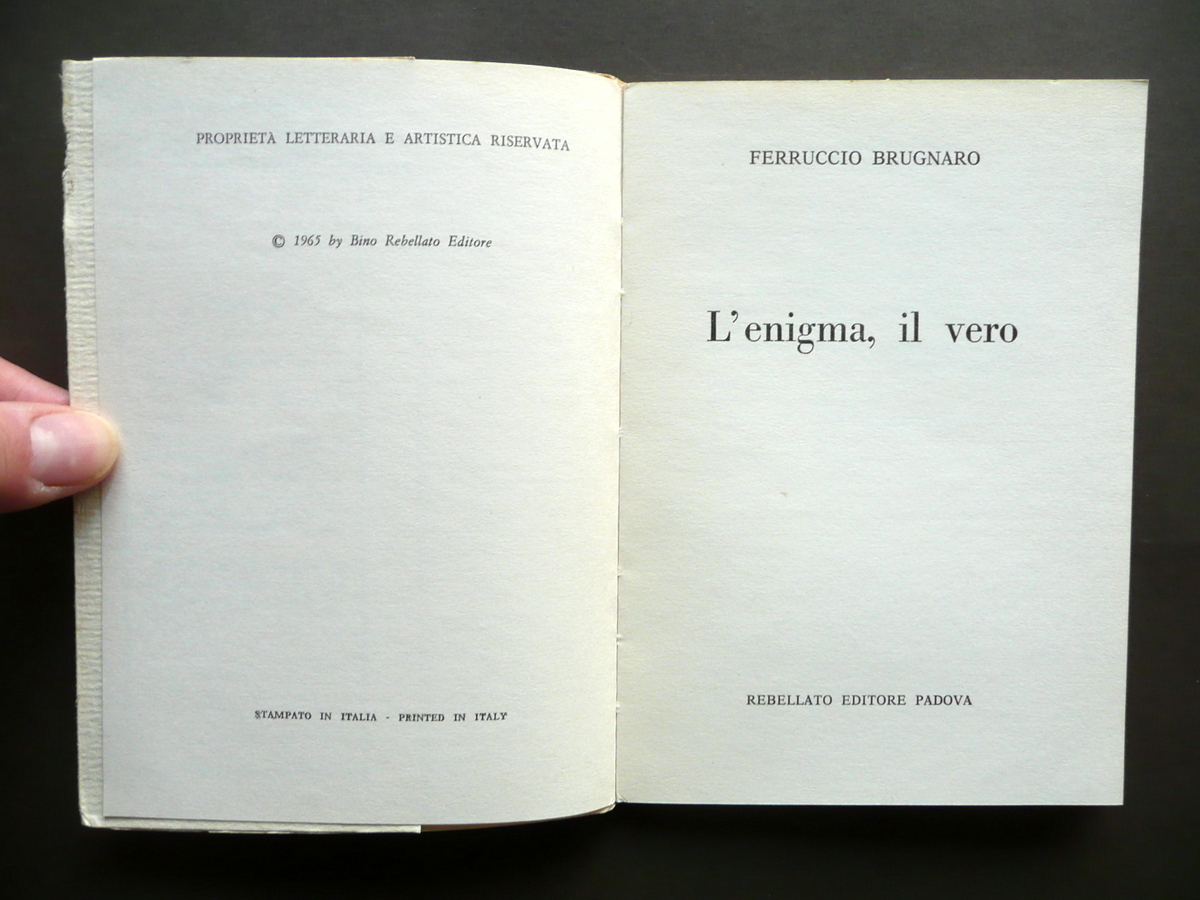 PROPRIETÀ LETTERARIA E ARTISTICA RISERVATA
© 1965 by Bino Rebellato Editore
STAMPATO IN ITALIA - PRINTED IN ITALY
FERRUCCIO BRUGNARO
L'enigma, il vero
REBELLATO EDITORE PADOVA